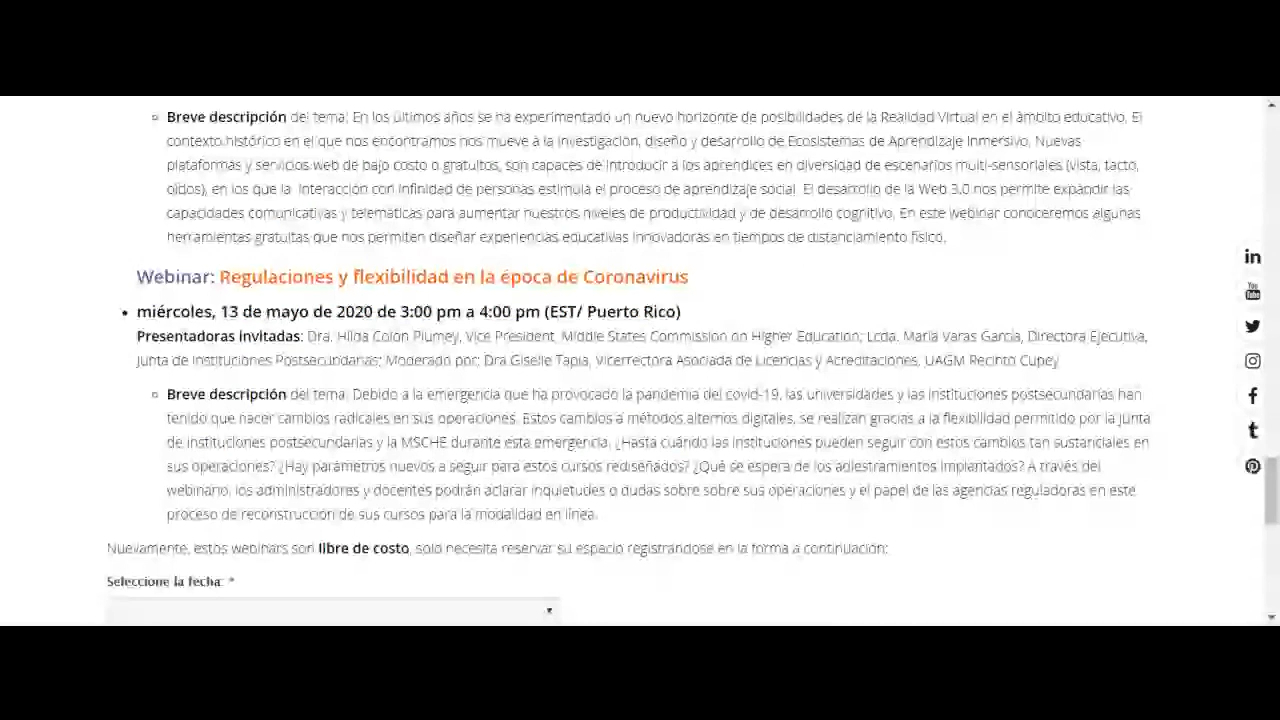 Breve descripción del tema: En los últimos años se ha experimentado un nuevo horizonte de posibilidades de la Realidad Virtual en el ámbito educativo. El
contexto histórico en el que nos encontramos nos mueve a la investigación, diseño y desarrollo de Ecosistemas de Aprendizaje Inmersivo. Nuevas
plataformas y servicios web de bajo costo o gratuitos, son capaces de introducir a los aprendices en diversidad de escenarios multi-sensoriales (vista, tacto,
oídos), en los que la interacción con infinidad de personas estimula el proceso de aprendizaje social. El desarrollo de la Web 3.0 nos permite expandir las
capacidades comunicativas y telemáticas para aumentar nuestros niveles de productividad y de desarrollo cognitivo. En este webinar conoceremos algunas
herramientas gratuitas que nos permiten diseñar experiencias educativas innovadoras en tiempos de distanciamiento físico.
Webinar: Regulaciones y flexibilidad en la época de Coronavirus
miércoles, 13 de mayo de 2020 de 3:00 pm a 4:00 pm (EST/ Puerto Rico)
Presentadoras invitadas: Dra. Hilda Colón Plumey, Vice President, Middle States Commission on Higher Education; Lcda. María Varas García, Directora Ejecutiva,
Junta de Instituciones Postsecundarias; Moderado por: Dra Giselle Tapia, Vicerrectora Asociada de Licencias y Acreditaciones, UAGM Recinto Cupey
Breve descripción del tema: Debido a la emergencia que ha provocado la pandemia del covid-19, las universidades y las instituciones postsecundarias han
tenido que hacer cambios radicales en sus operaciones. Estos cambios a métodos alternos digitales, se realizan gracias a la flexibilidad permitido por la Junta
de instituciones postsecundarias y la MSCHE durante esta emergencia. ¿Hasta cuándo las instituciones pueden seguir con estos cambios tan sustanciales en
sus operaciones? ¿Hay parámetros nuevos a seguir para estos cursos rediseñados? ¿Qué se espera de los adiestramientos implantados? A través del
webinario, los administradores y docentes podrán aclarar inquietudes o dudas sobre sobre sus operaciones y el papel de las agencias reguladoras en este
proceso de reconstrucción de sus cursos para la modalidad en línea.
Nuevamente, estos webinars son libre de costo, solo necesita reservar su espacio registrándose en la forma a continuación:
Seleccione la fecha: *